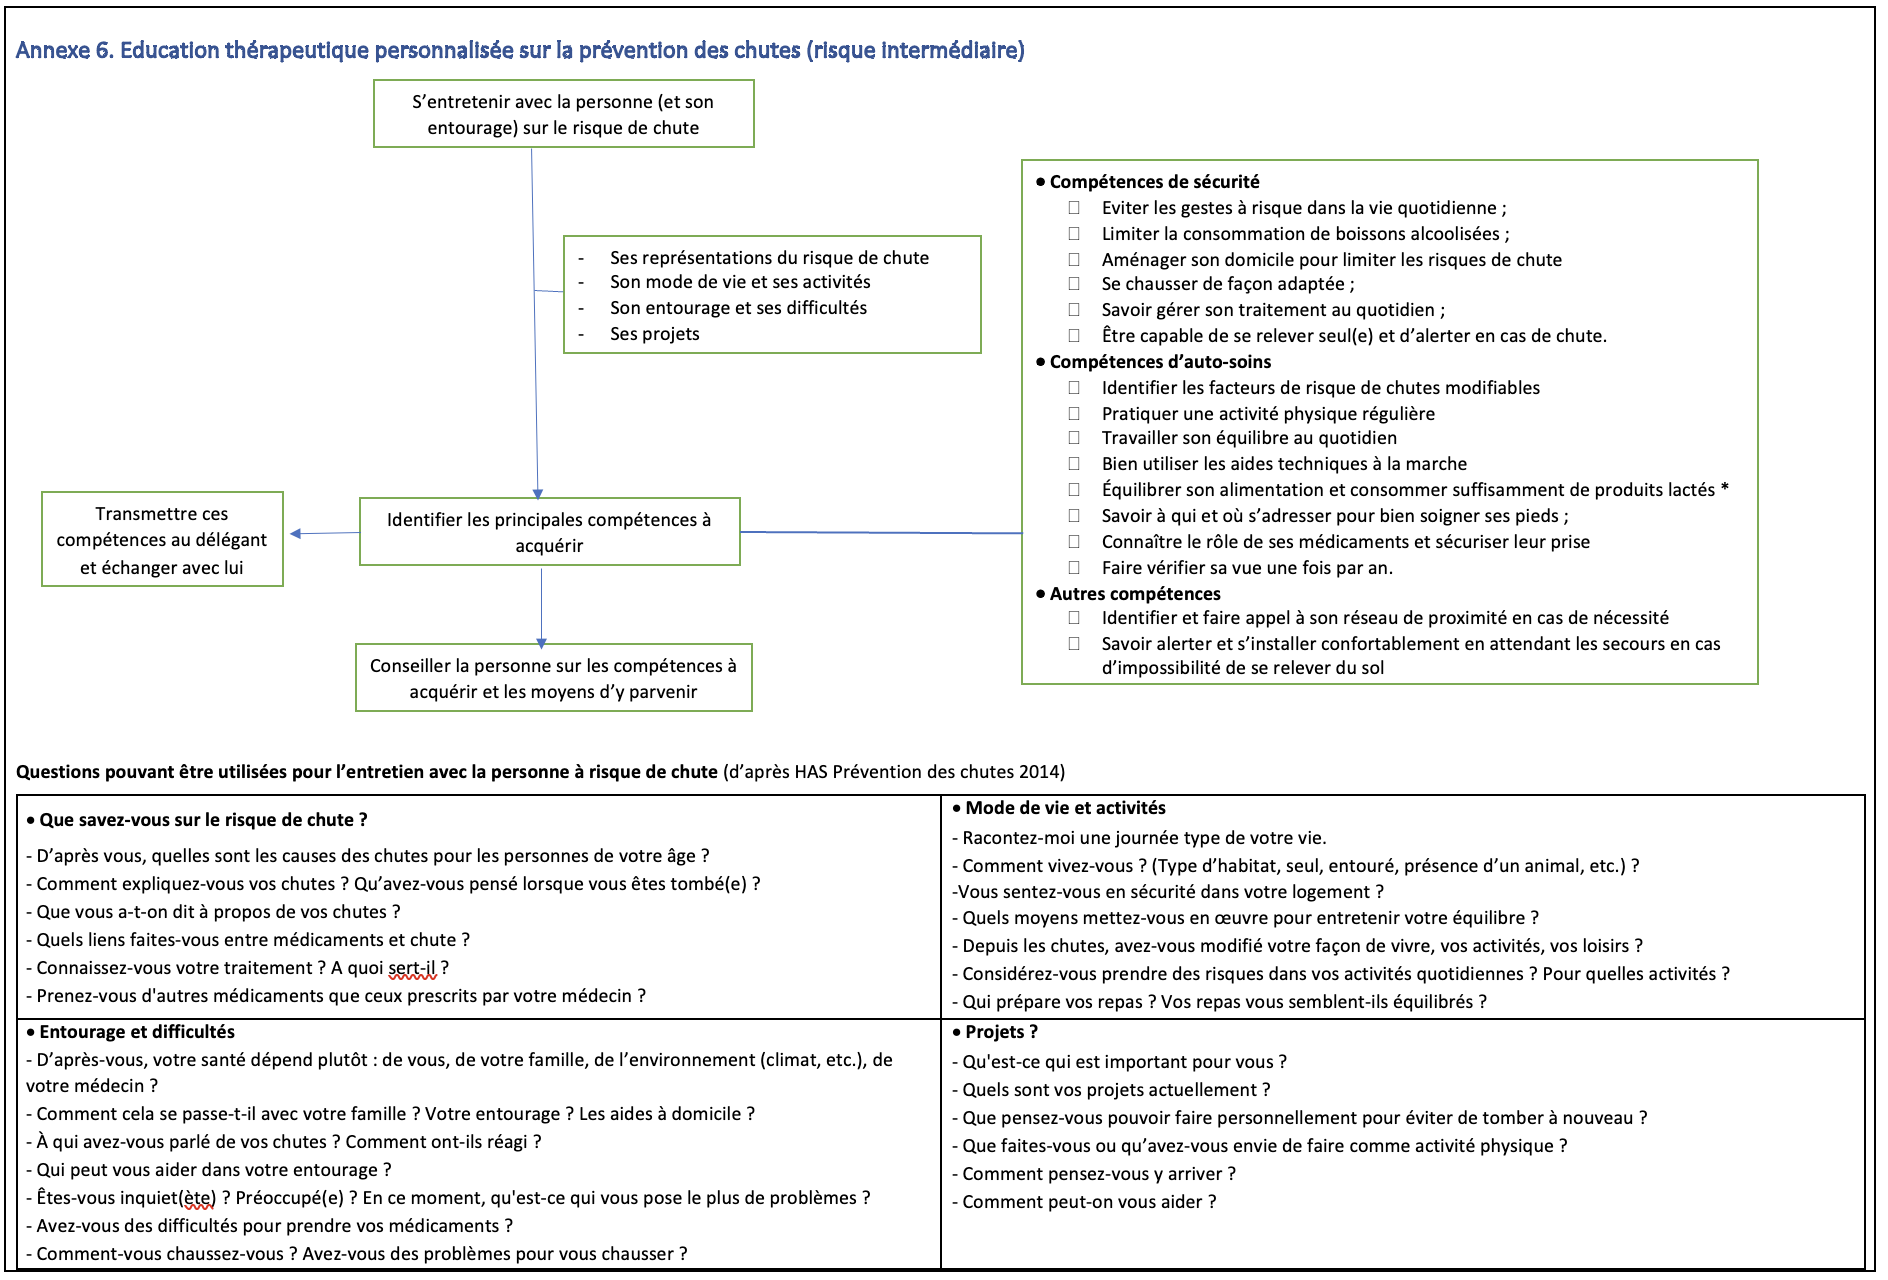 Annexe 6. Education thérapeutique personnalisée sur la prévention des chutes (risque intermédiaire)
S’entretenir avec la personne (et son
entourage) sur le risque de chute
- Ses représentations du risque de chute
- Son mode de vie et ses activités
- Son entourage et ses difficultés
- Ses projets
• Compétences de sécurité
□ Eviter les gestes à risque dans la vie quotidienne ;
□ Limiter la consommation de boissons alcoolisées ;
□ Aménager son domicile pour limiter les risques de chute
□ Se chausser de façon adaptée ;
□ Savoir gérer son traitement au quotidien ;
□ Être capable de se relever seul(e) et d’alerter en cas de chute.
• Compétences d’auto-soins
□ Identifier les facteurs de risque de chutes modifiables
□ Pratiquer une activité physique régulière
□ Travailler son équilibre au quotidien
□ Bien utiliser les aides techniques à la marche
□ Équilibrer son alimentation et consommer suffisamment de produits lactés *
□ Savoir à qui et où s’adresser pour bien soigner ses pieds ;
□ Connaître le rôle de ses médicaments et sécuriser leur prise
□ Faire vérifier sa vue une fois par an.
• Autres compétences
□ Identifier et faire appel à son réseau de proximité en cas de nécessité
□ Savoir alerter et s’installer confortablement en attendant les secours en cas
d’impossibilité de se relever du sol
Transmettre ces
compétences au délégant
et échanger avec lui
Identifier les principales compétences à
acquérir
Conseiller la personne sur les compétences à
acquérir et les moyens d’y parvenir
Questions pouvant être utilisées pour l’entretien avec la personne à risque de chute (d’après HAS Prévention des chutes 2014)
• Que savez-vous sur le risque de chute ?
- D’après vous, quelles sont les causes des chutes pour les personnes de votre âge ?
- Comment expliquez-vous vos chutes ? Qu’avez-vous pensé lorsque vous êtes tombé(e) ?
- Que vous a-t-on dit à propos de vos chutes ?
- Quels liens faites-vous entre médicaments et chute ?
- Connaissez-vous votre traitement ? A quoi sert-il ?
- Prenez-vous d'autres médicaments que ceux prescrits par votre médecin ?
• Mode de vie et activités
- Racontez-moi une journée type de votre vie.
- Comment vivez-vous ? (Type d’habitat, seul, entouré, présence d’un animal, etc.) ?
-Vous sentez-vous en sécurité dans votre logement ?
- Quels moyens mettez-vous en œuvre pour entretenir votre équilibre ?
- Depuis les chutes, avez-vous modifié votre façon de vivre, vos activités, vos loisirs ?
- Considérez-vous prendre des risques dans vos activités quotidiennes ? Pour quelles activités ?
- Qui prépare vos repas ? Vos repas vous semblent-ils équilibrés ?
• Entourage et difficultés
- D’après-vous, votre santé dépend plutôt : de vous, de votre famille, de l’environnement (climat, etc.), de
votre médecin ?
- Comment cela se passe-t-il avec votre famille ? Votre entourage ? Les aides à domicile ?
- À qui avez-vous parlé de vos chutes ? Comment ont-ils réagi ?
- Qui peut vous aider dans votre entourage ?
- Êtes-vous inquiet(ète) ? Préoccupé(e) ? En ce moment, qu'est-ce qui vous pose le plus de problèmes ?
- Avez-vous des difficultés pour prendre vos médicaments ?
- Comment-vous chaussez-vous ? Avez-vous des problèmes pour vous chausser ?
• Projets ?
- Qu'est-ce qui est important pour vous ?
- Quels sont vos projets actuellement ?
- Que pensez-vous pouvoir faire personnellement pour éviter de tomber à nouveau ?
- Que faites-vous ou qu’avez-vous envie de faire comme activité physique ?
- Comment pensez-vous y arriver ?
- Comment peut-on vous aider ?